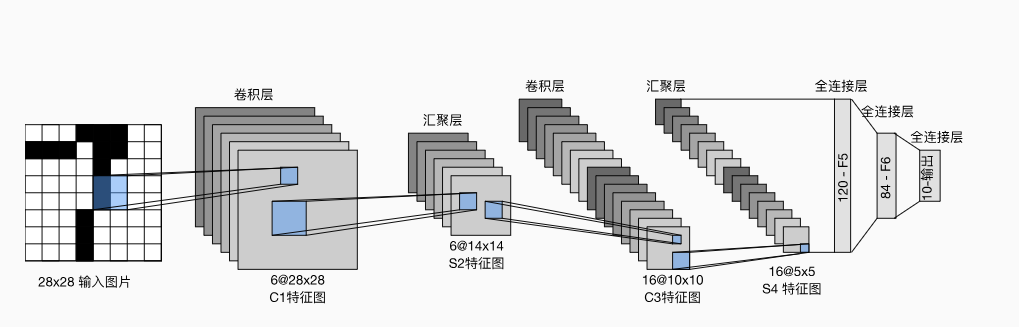 卷积层
汇聚层
卷积层
汇聚层
全连接层
全连接层
全连接层
120 - F5
84 - F6
10-输出
28x28 输入图片
6@28x28
C1特征图
6@14x14
S2特征图
16@10x10
C3特征图
16@5x5
S4 特征图